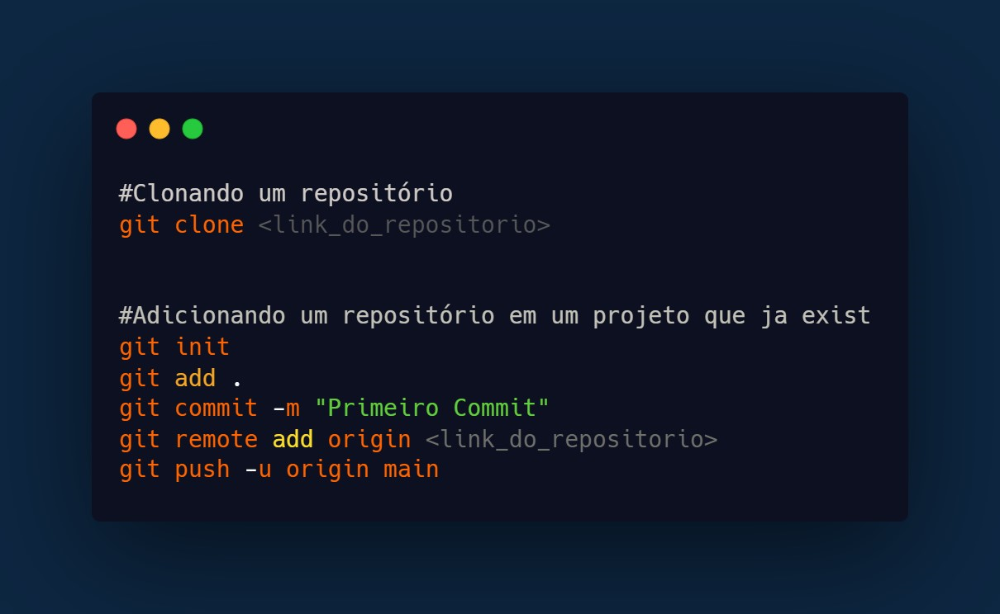 #Clonando um repositório
git clone <link_do_repositorio>
#Adicionando um repositório em um projeto que ja exist
git init
git add .
git commit -m "Primeiro Commit"
git remote add origin <link_do_repositorio>
git push -u origin main